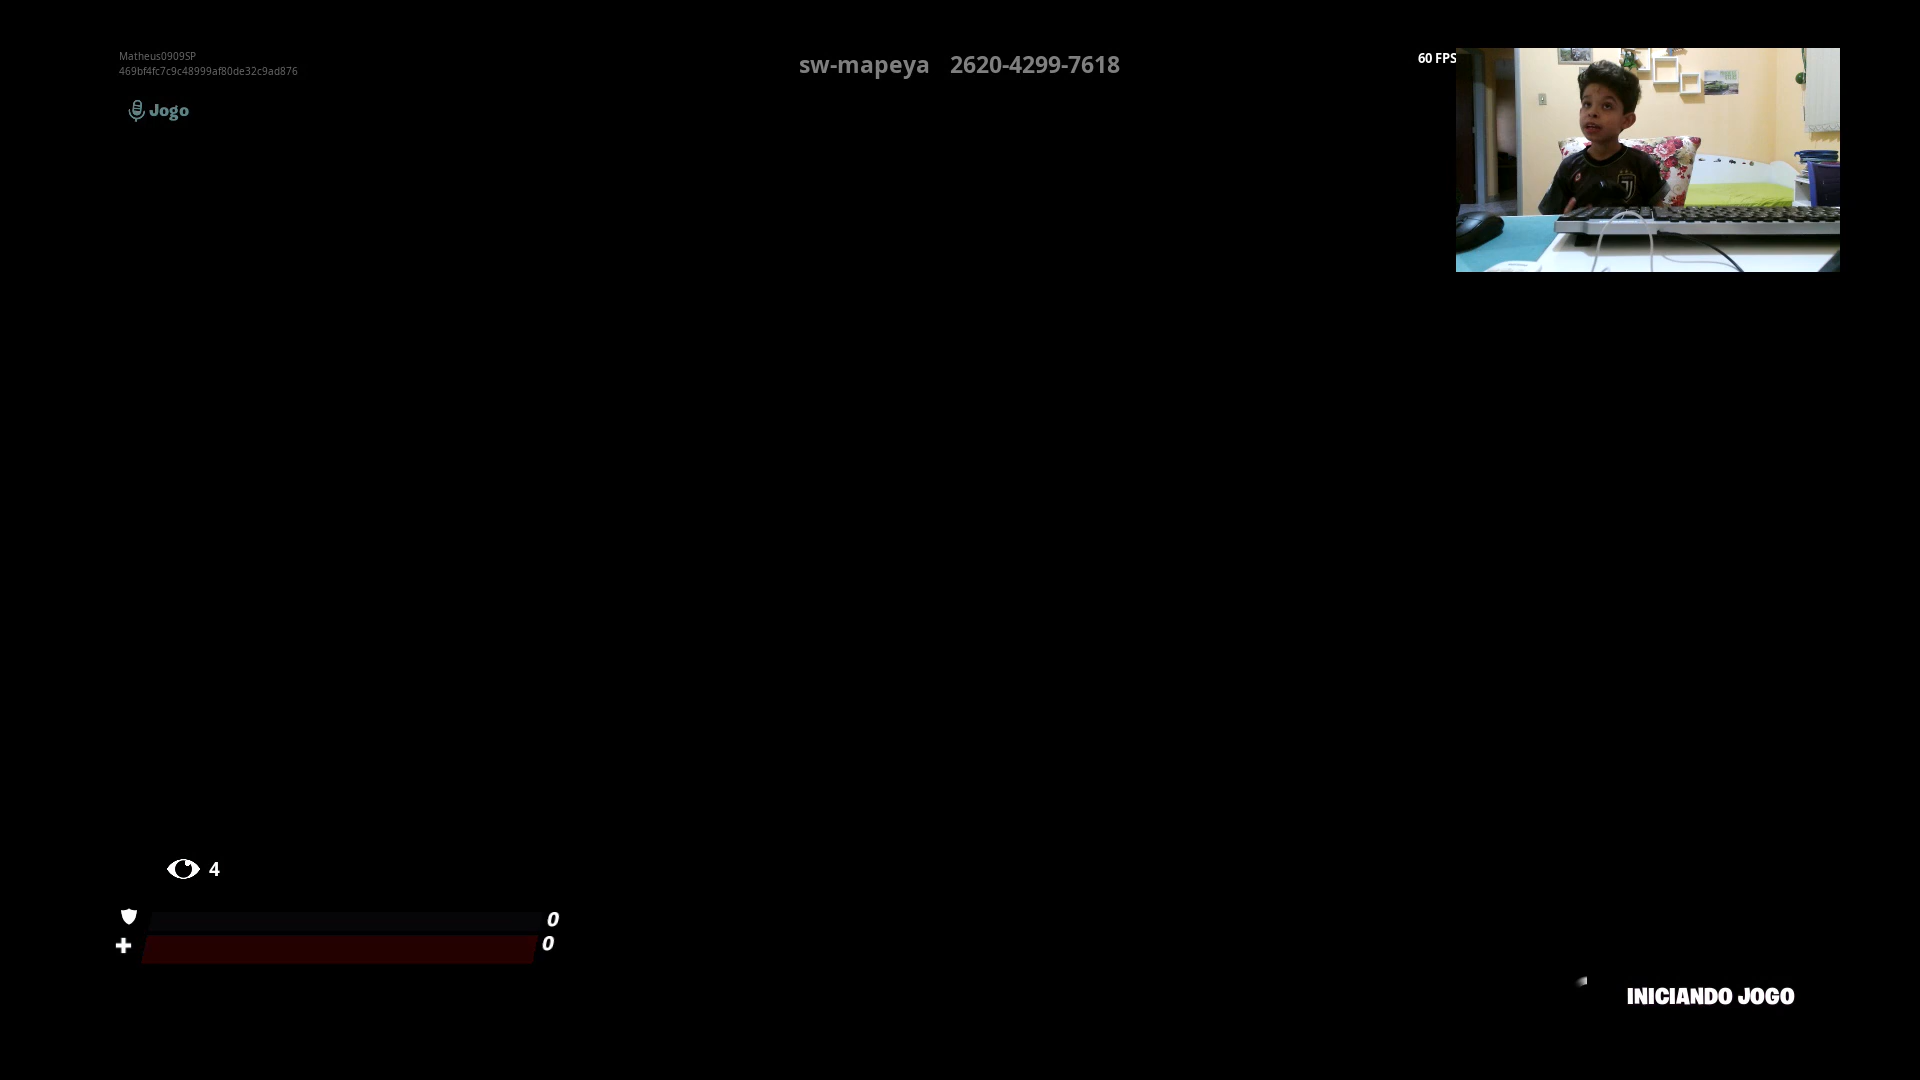 Matheus0909SP
469bf4fc7c9c48999af80de32c9ad876
Jogo
sw-mapeya 2620-4299-7618
60 FPS
4
0
0
INICIANDO JOGO